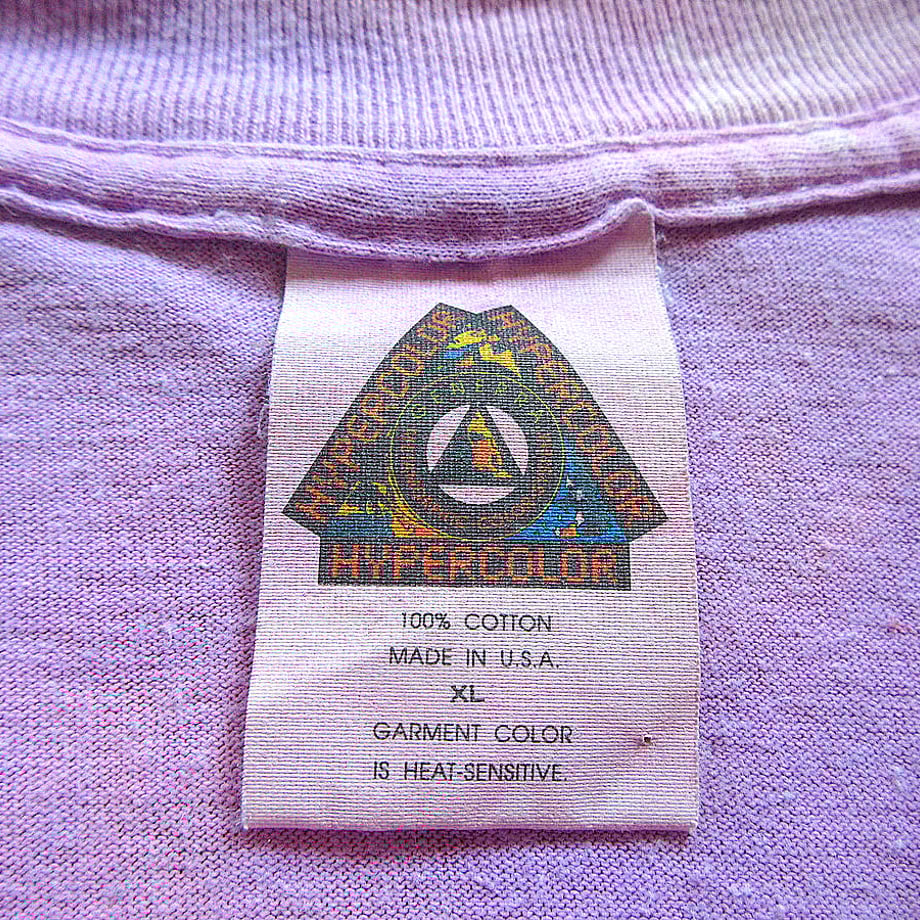 HYPERCOLOR
HYPERCOLOR
HYPERCOLOR
100% COTTON
MADE IN U.S.A.
XL
GARMENT COLOR
IS HEAT-SENSITIVE.